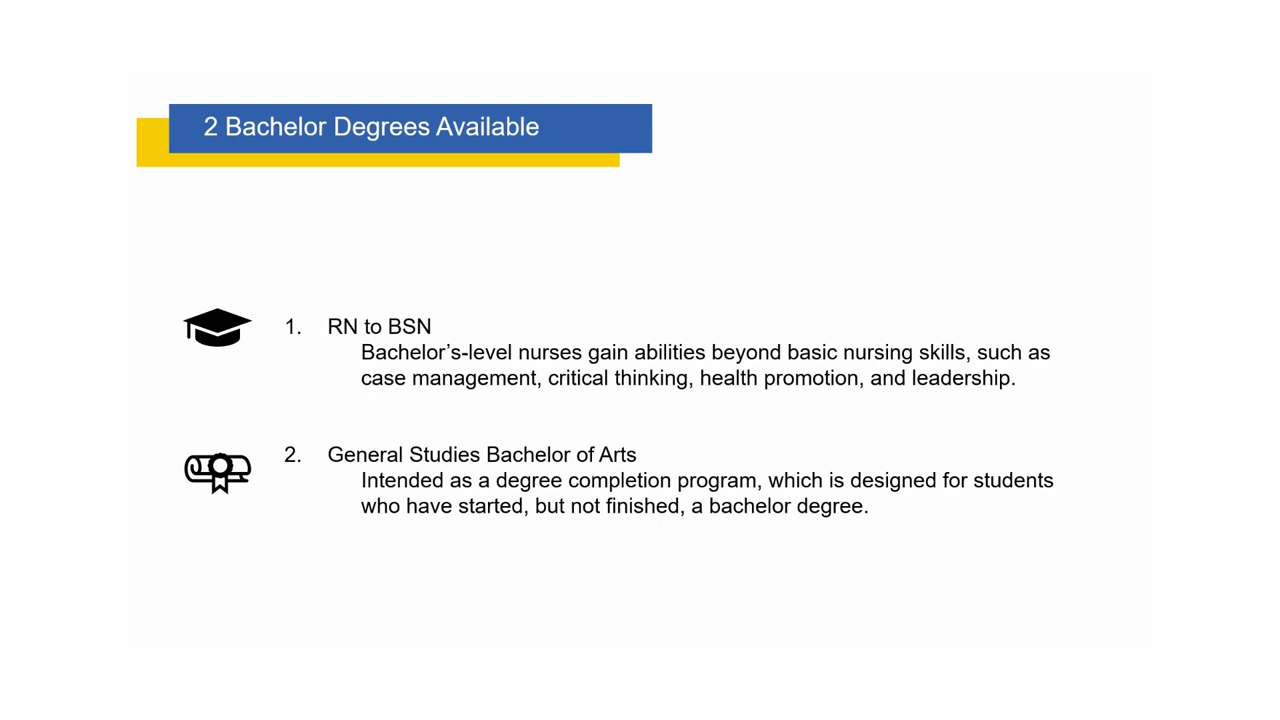 2 Bachelor Degrees Available
1. RN to BSN
Bachelor’s-level nurses gain abilities beyond basic nursing skills, such as
case management, critical thinking, health promotion, and leadership.
2. General Studies Bachelor of Arts
Intended as a degree completion program, which is designed for students
who have started, but not finished, a bachelor degree.